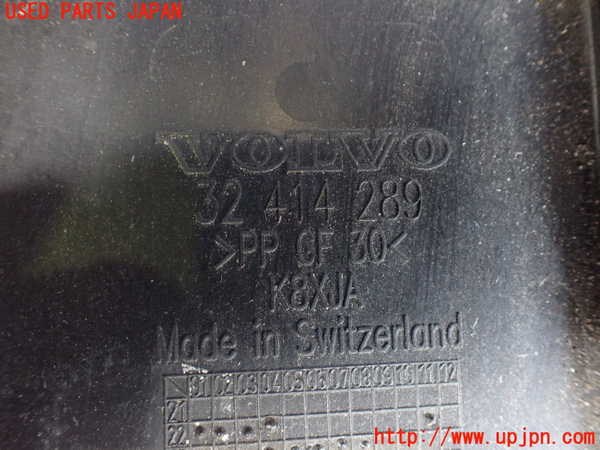 USED PARTS JAPAN
VOLVO
32 414 289
>PP GF 30<
K8XJA
Made in Switzerland
01 02 03 04 05 06 07 08 09 10 11 12
21
22
http://www.upjpn.com/